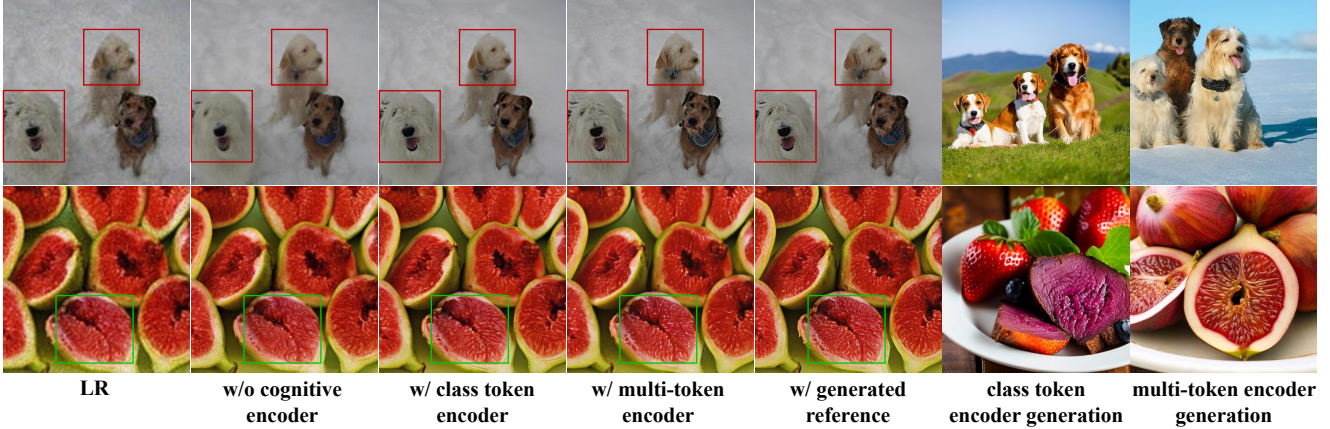 LR
w/o cognitive
encoder
w/ class token
encoder
w/ multi-token
encoder
w/ generated
reference
class token
encoder generation
multi-token encoder
generation